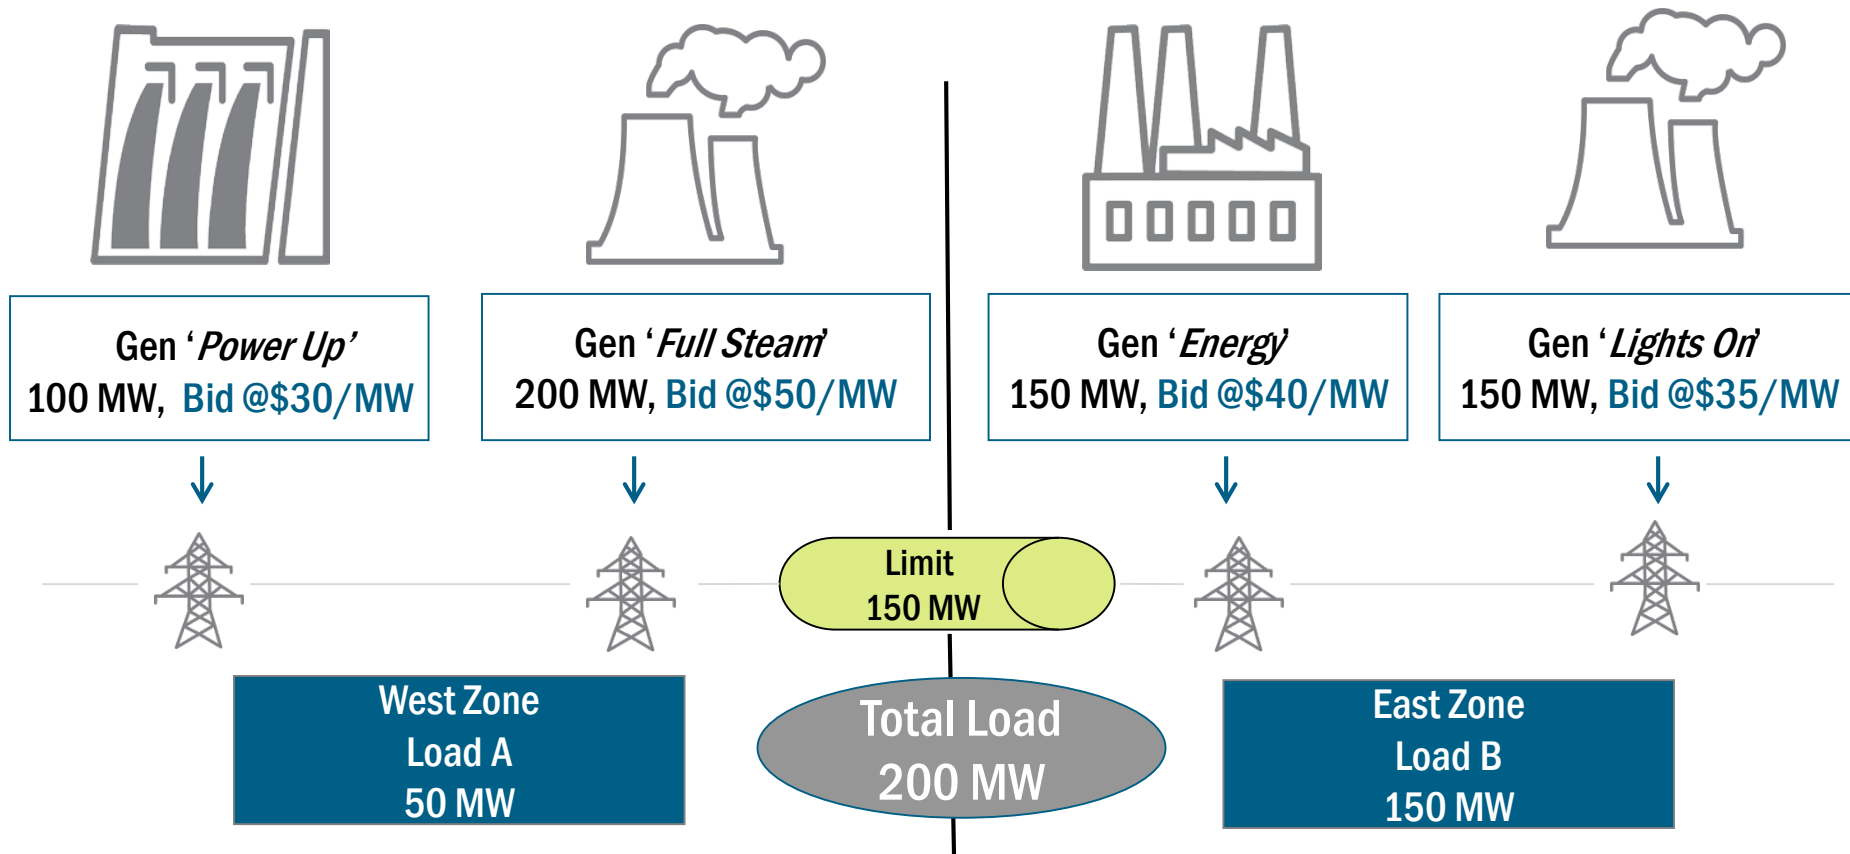 Gen ‘Power Up’
100 MW, Bid @$30/MW
Gen ‘Full Steam’
200 MW, Bid @$50/MW
Gen ‘Energy’
150 MW, Bid @$40/MW
Gen ‘Lights On’
150 MW, Bid @$35/MW
Limit
150 MW
West Zone
Load A
50 MW
Total Load
200 MW
East Zone
Load B
150 MW